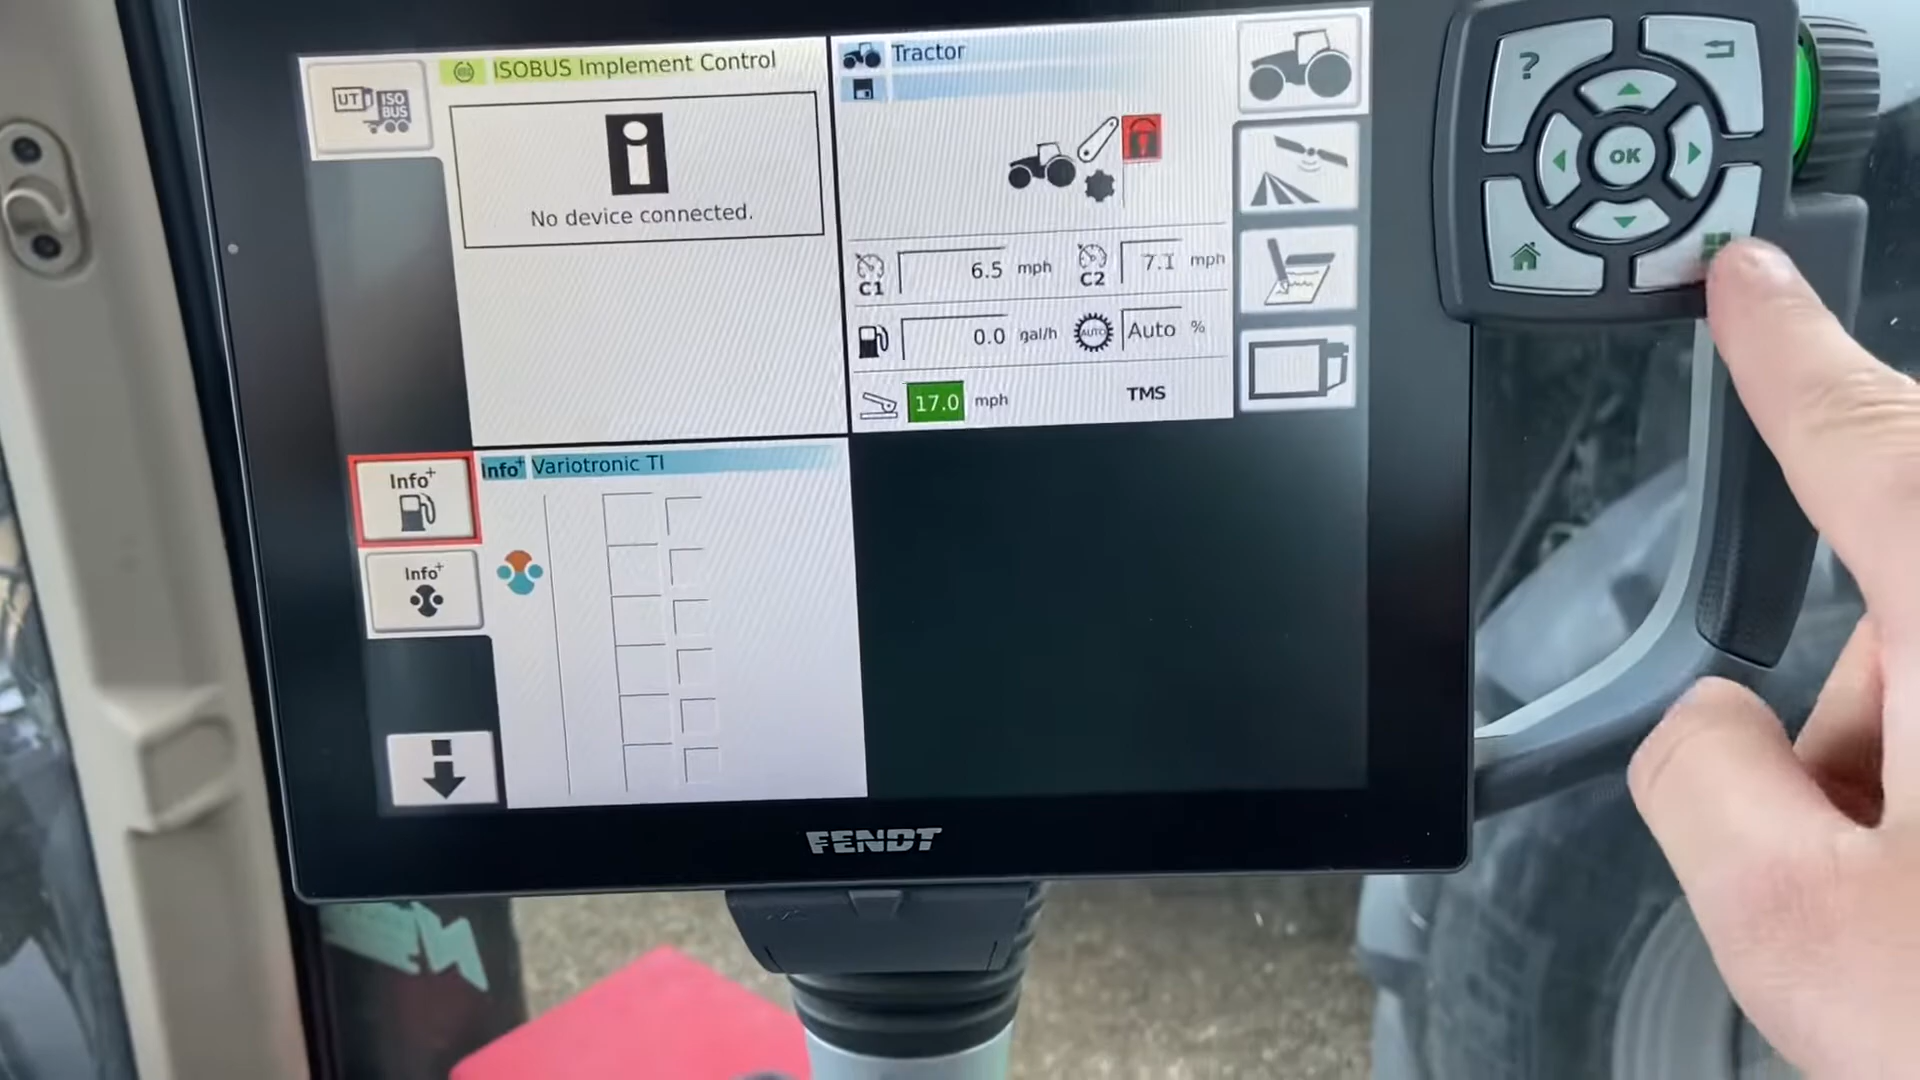 UT ISO BUS
ISOBUS Implement Control
No device connected.
Tractor
C1 6.5 mph C2 7.1 mph
0.0 gal/h AUTO Auto %
17.0 mph TMS
Info+
Info+ Variotronic TI
Info+
FENDT
?
OK